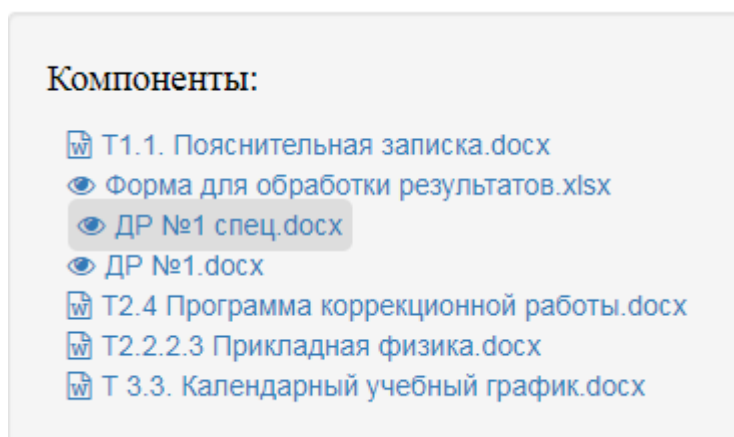 Компоненты:
Т1.1. Пояснительная записка.docx
Форма для обработки результатов.xlsx
ДР №1 спец.docx
ДР №1.docx
Т2.4 Программа коррекционной работы.docx
Т2.2.2.3 Прикладная физика.docx
Т 3.3. Календарный учебный график.docx